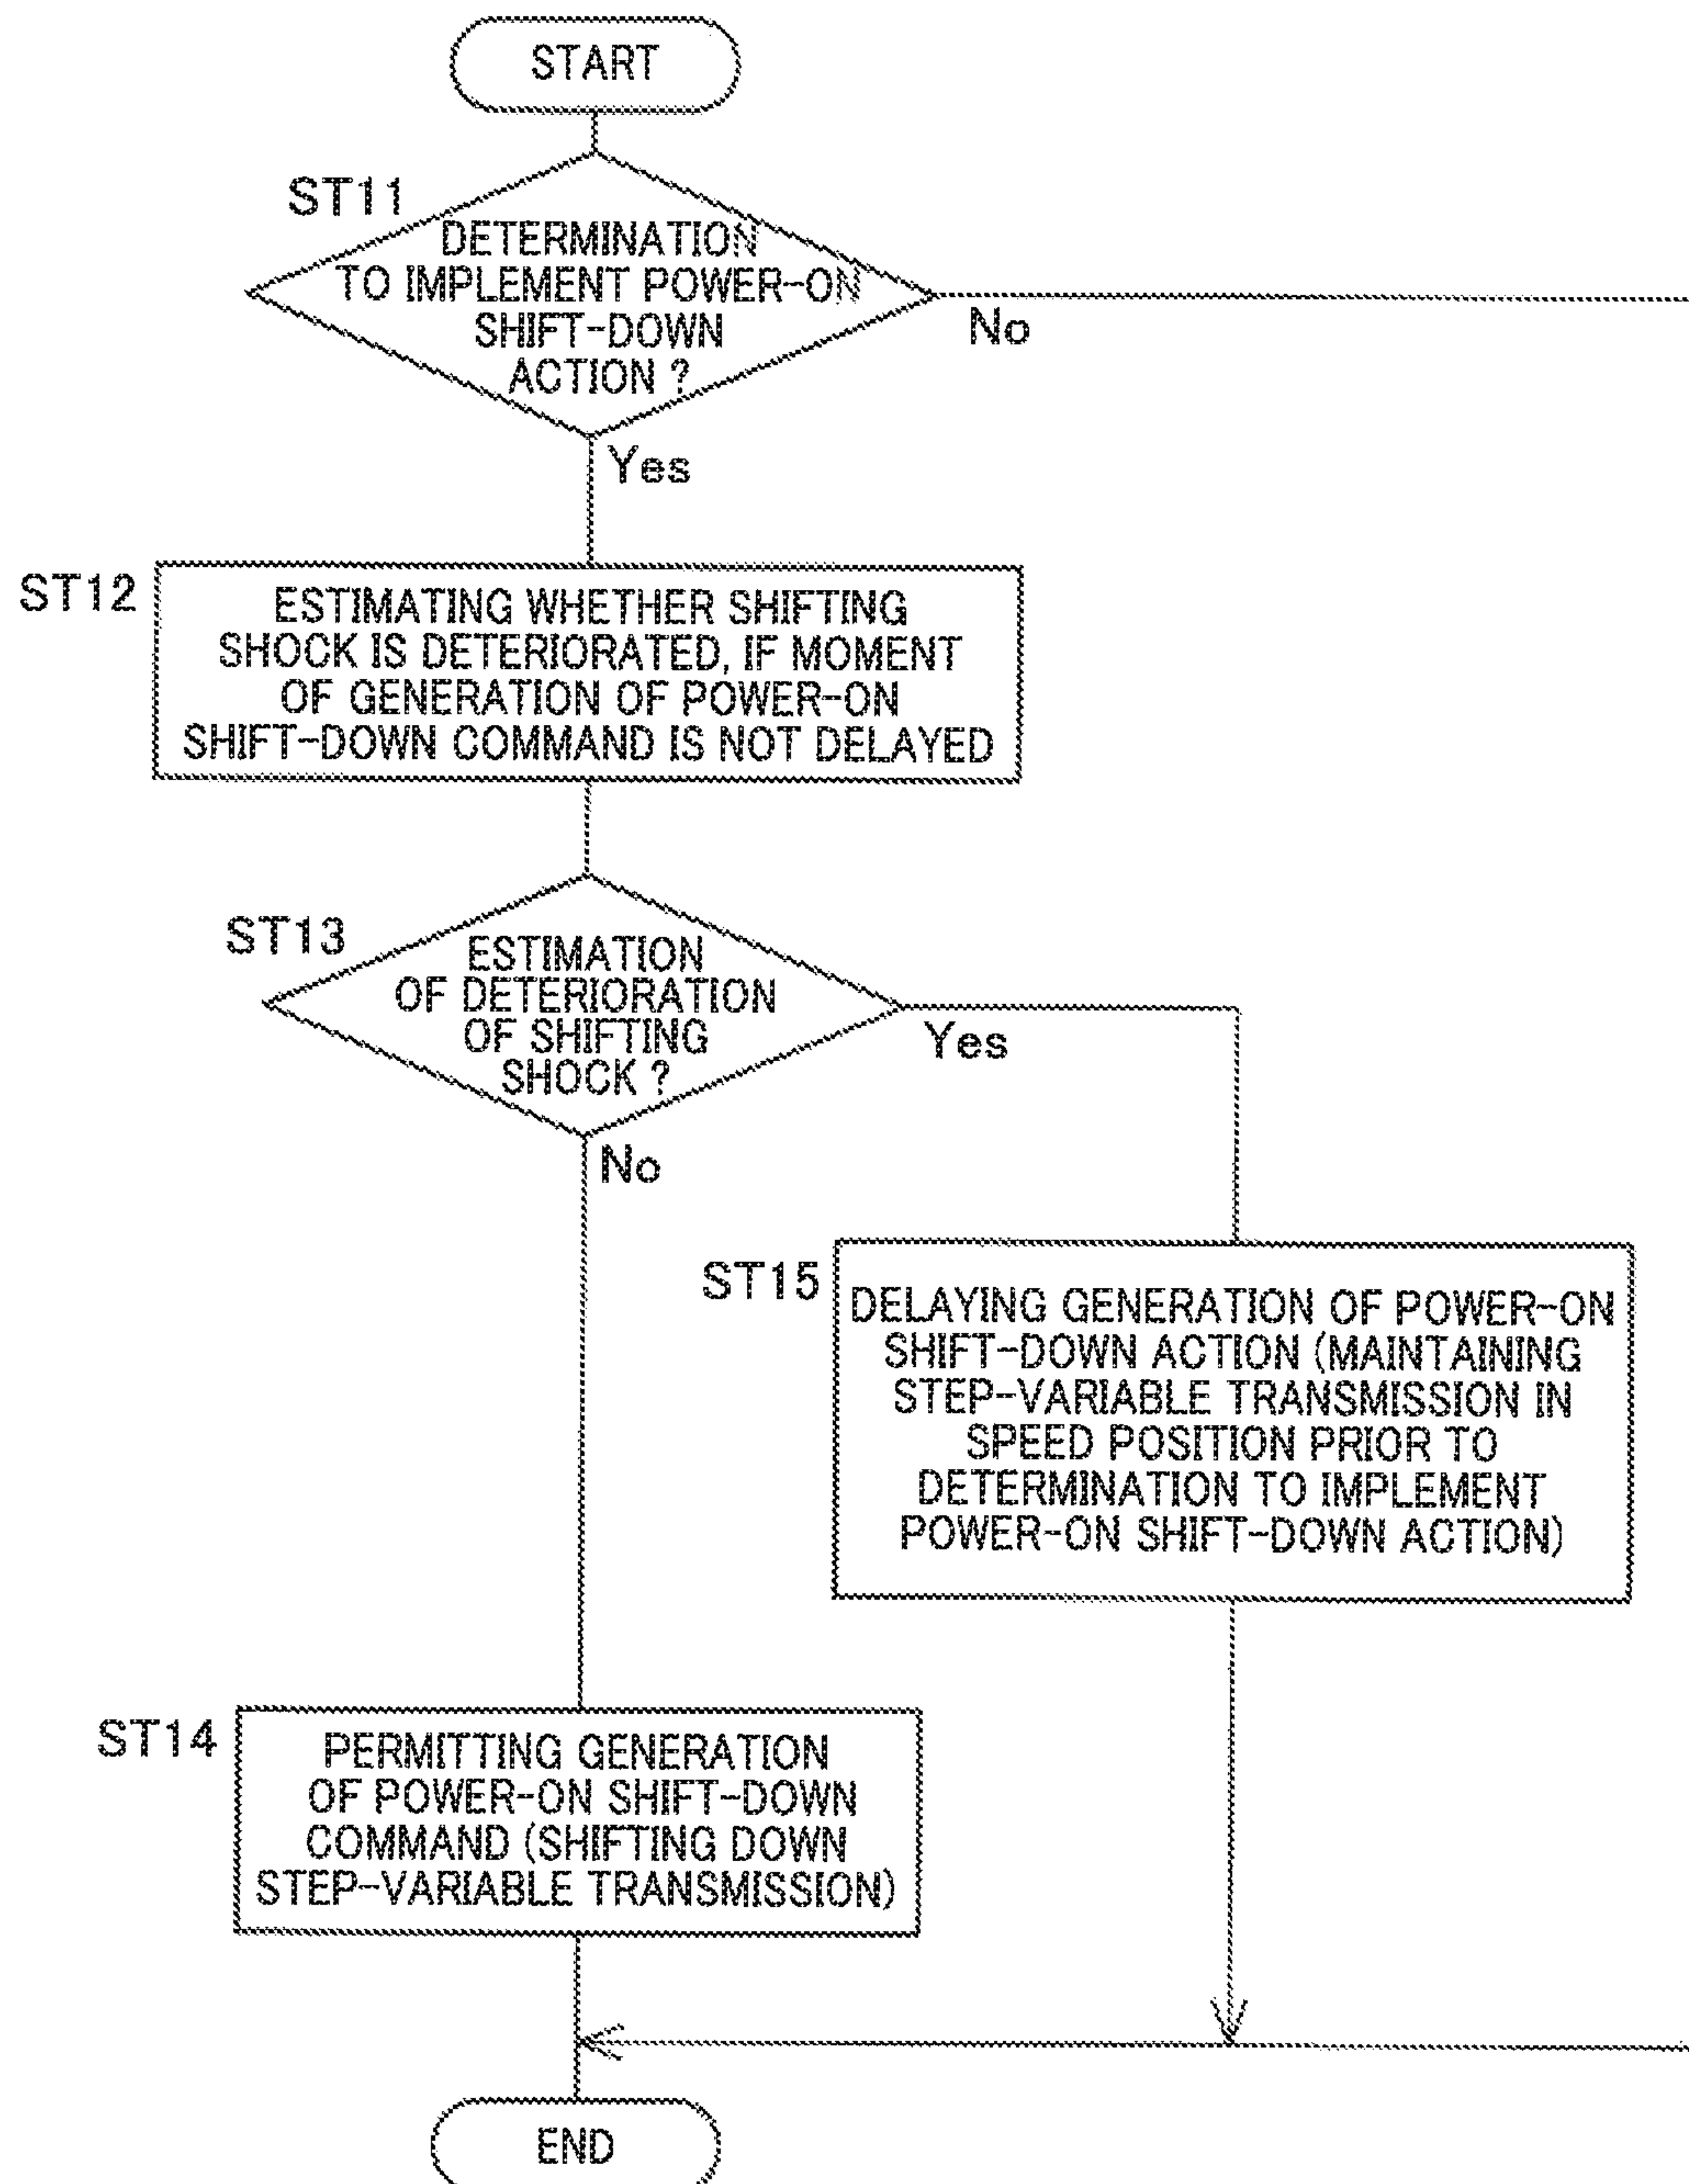 START
ST11
DETERMINATION
TO IMPLEMENT POWER-ON
SHIFT-DOWN
ACTION ?
No
Yes
ST12
ESTIMATING WHETHER SHIFTING
SHOCK IS DETERIORATED, IF MOMENT
OF GENERATION OF POWER-ON
SHIFT-DOWN COMMAND IS NOT DELAYED
ST13
ESTIMATION
OF DETERIORATION
OF SHIFTING
SHOCK ?
Yes
No
ST15
DELAYING GENERATION OF POWER-ON
SHIFT-DOWN ACTION (MAINTAINING
STEP-VARIABLE TRANSMISSION IN
SPEED POSITION PRIOR TO
DETERMINATION TO IMPLEMENT
POWER-ON SHIFT-DOWN ACTION)
ST14
PERMITTING GENERATION
OF POWER-ON SHIFT-DOWN
COMMAND (SHIFTING DOWN
STEP-VARIABLE TRANSMISSION)
END